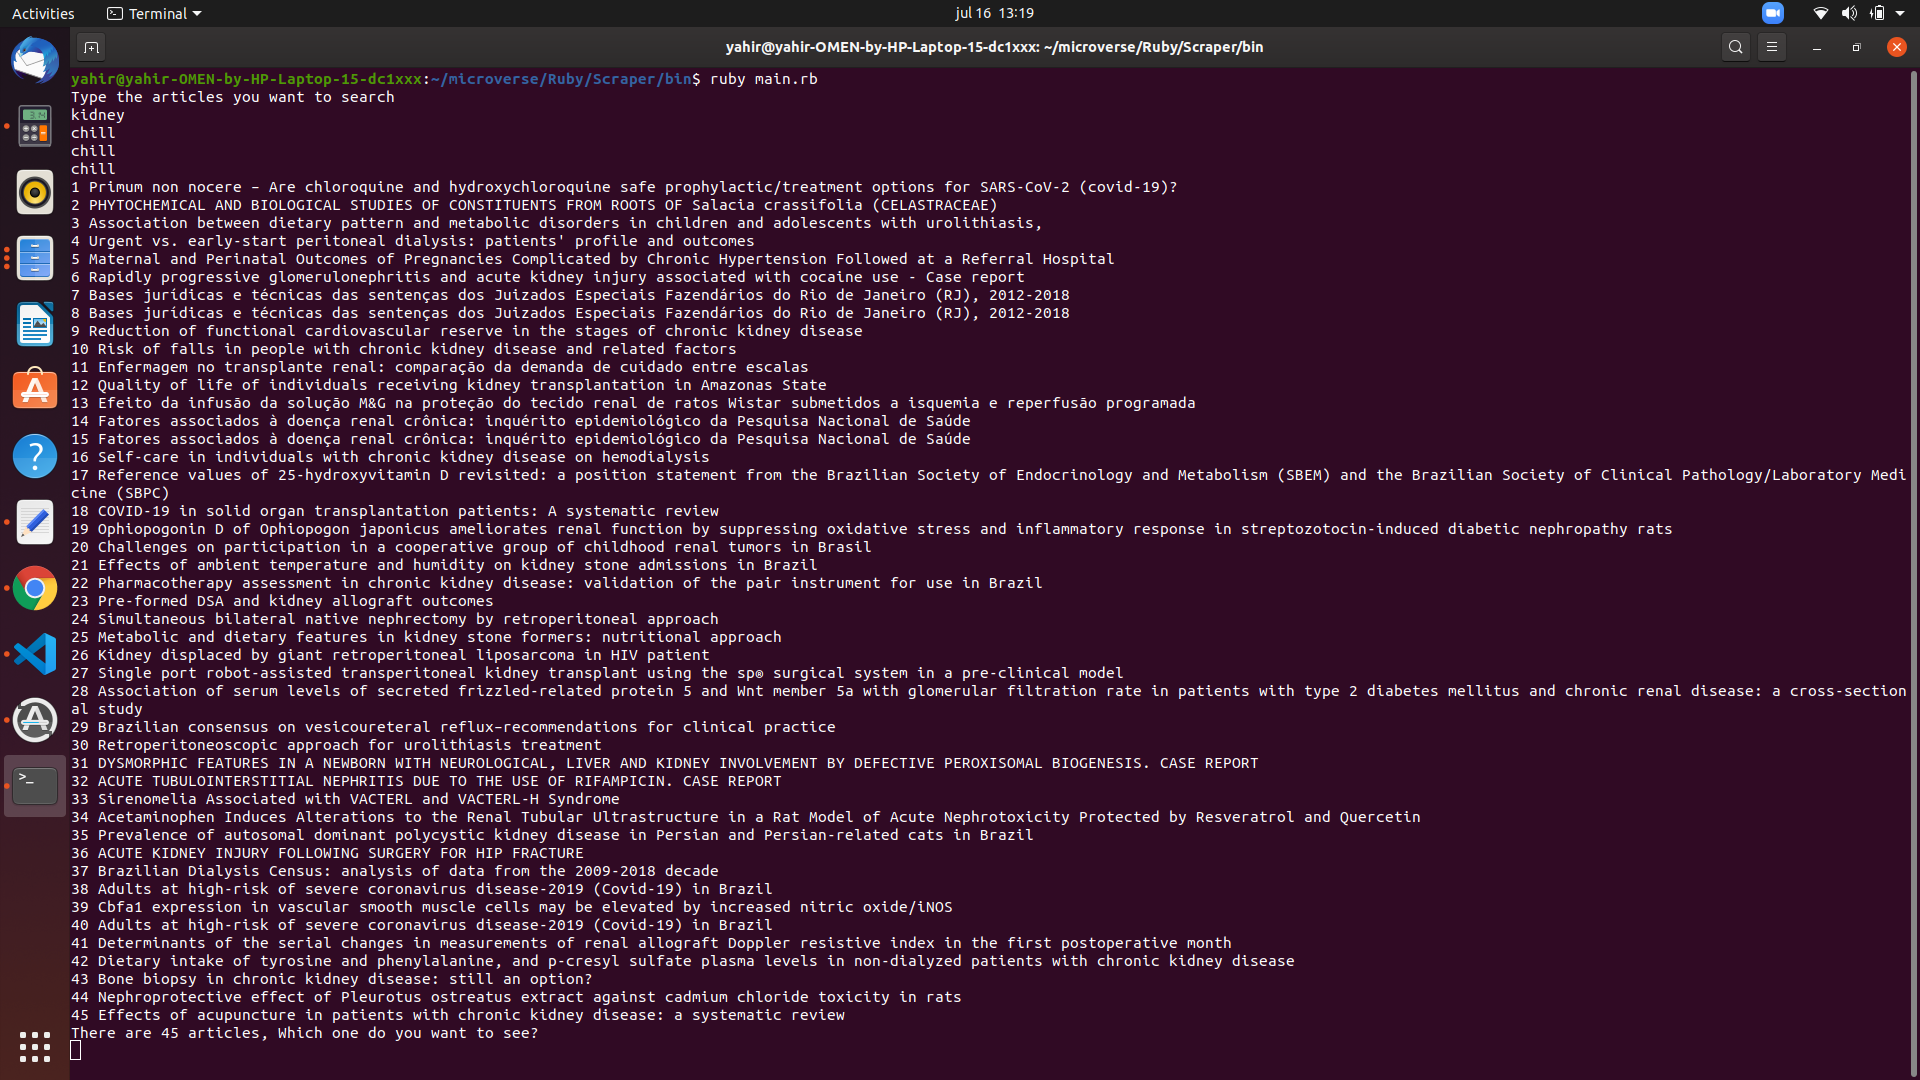 Activities
Terminal
jul 16 13:19
yahir@yahir-OMEN-by-HP-Laptop-15-dc1xxx: ~/microverse/Ruby/Scraper/bin
yahir@yahir-OMEN-by-HP-Laptop-15-dc1xxx:~/microverse/Ruby/Scraper/bin$ ruby main.rb
Type the articles you want to search
kidney
chill
chill
chill
1 Primum non nocere – Are chloroquine and hydroxychloroquine safe prophylactic/treatment options for SARS-CoV-2 (covid-19)?
2 PHYTOCHEMICAL AND BIOLOGICAL STUDIES OF CONSTITUENTS FROM ROOTS OF Salacia crassifolia (CELASTRACEAE)
3 Association between dietary pattern and metabolic disorders in children and adolescents with urolithiasis,
4 Urgent vs. early-start peritoneal dialysis: patients' profile and outcomes
5 Maternal and Perinatal Outcomes of Pregnancies Complicated by Chronic Hypertension Followed at a Referral Hospital
6 Rapidly progressive glomerulonephritis and acute kidney injury associated with cocaine use - Case report
7 Bases jurídicas e técnicas das sentenças dos Juizados Especiais Fazendários do Rio de Janeiro (RJ), 2012-2018
8 Bases jurídicas e técnicas das sentenças dos Juizados Especiais Fazendários do Rio de Janeiro (RJ), 2012-2018
9 Reduction of functional cardiovascular reserve in the stages of chronic kidney disease
10 Risk of falls in people with chronic kidney disease and related factors
11 Enfermagem no transplante renal: comparação da demanda de cuidado entre escalas
12 Quality of life of individuals receiving kidney transplantation in Amazonas State
13 Efeito da infusão da solução M&G na proteção do tecido renal de ratos Wistar submetidos a isquemia e reperfusão programada
14 Fatores associados à doença renal crônica: inquérito epidemiológico da Pesquisa Nacional de Saúde
15 Fatores associados à doença renal crônica: inquérito epidemiológico da Pesquisa Nacional de Saúde
16 Self-care in individuals with chronic kidney disease on hemodialysis
17 Reference values of 25-hydroxyvitamin D revisited: a position statement from the Brazilian Society of Endocrinology and Metabolism (SBEM) and the Brazilian Society of Clinical Pathology/Laboratory Medi
cine (SBPC)
18 COVID-19 in solid organ transplantation patients: A systematic review
19 Ophiopogonin D of Ophiopogon japonicus ameliorates renal function by suppressing oxidative stress and inflammatory response in streptozotocin-induced diabetic nephropathy rats
20 Challenges on participation in a cooperative group of childhood renal tumors in Brasil
21 Effects of ambient temperature and humidity on kidney stone admissions in Brazil
22 Pharmacotherapy assessment in chronic kidney disease: validation of the pair instrument for use in Brazil
23 Pre-formed DSA and kidney allograft outcomes
24 Simultaneous bilateral native nephrectomy by retroperitoneal approach
25 Metabolic and dietary features in kidney stone formers: nutritional approach
26 Kidney displaced by giant retroperitoneal liposarcoma in HIV patient
27 Single port robot-assisted transperitoneal kidney transplant using the sp® surgical system in a pre-clinical model
28 Association of serum levels of secreted frizzled-related protein 5 and Wnt member 5a with glomerular filtration rate in patients with type 2 diabetes mellitus and chronic renal disease: a cross-section
al study
29 Brazilian consensus on vesicoureteral reflux–recommendations for clinical practice
30 Retroperitoneoscopic approach for urolithiasis treatment
31 DYSMORPHIC FEATURES IN A NEWBORN WITH NEUROLOGICAL, LIVER AND KIDNEY INVOLVEMENT BY DEFECTIVE PEROXISOMAL BIOGENESIS. CASE REPORT
32 ACUTE TUBULOINTERSTITIAL NEPHRITIS DUE TO THE USE OF RIFAMPICIN. CASE REPORT
33 Sirenomelia Associated with VACTERL and VACTERL-H Syndrome
34 Acetaminophen Induces Alterations to the Renal Tubular Ultrastructure in a Rat Model of Acute Nephrotoxicity Protected by Resveratrol and Quercetin
35 Prevalence of autosomal dominant polycystic kidney disease in Persian and Persian-related cats in Brazil
36 ACUTE KIDNEY INJURY FOLLOWING SURGERY FOR HIP FRACTURE
37 Brazilian Dialysis Census: analysis of data from the 2009-2018 decade
38 Adults at high-risk of severe coronavirus disease-2019 (Covid-19) in Brazil
39 Cbfa1 expression in vascular smooth muscle cells may be elevated by increased nitric oxide/iNOS
40 Adults at high-risk of severe coronavirus disease-2019 (Covid-19) in Brazil
41 Determinants of the serial changes in measurements of renal allograft Doppler resistive index in the first postoperative month
42 Dietary intake of tyrosine and phenylalanine, and p-cresyl sulfate plasma levels in non-dialyzed patients with chronic kidney disease
43 Bone biopsy in chronic kidney disease: still an option?
44 Nephroprotective effect of Pleurotus ostreatus extract against cadmium chloride toxicity in rats
45 Effects of acupuncture in patients with chronic kidney disease: a systematic review
There are 45 articles, Which one do you want to see?